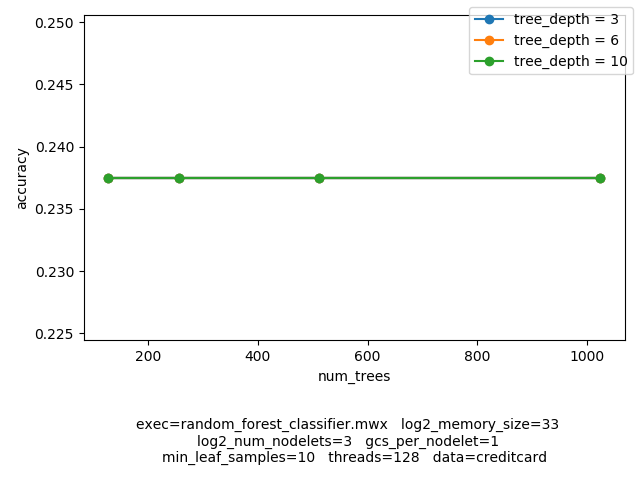 tree_depth = 3
tree_depth = 6
tree_depth = 10
0.250
0.245
0.240
0.235
0.230
0.225
accuracy
200 400 600 800 1000
num_trees
exec=random_forest_classifier.mwx log2_memory_size=33
log2_num_nodelets=3 gcs_per_nodelet=1
min_leaf_samples=10 threads=128 data=creditcard